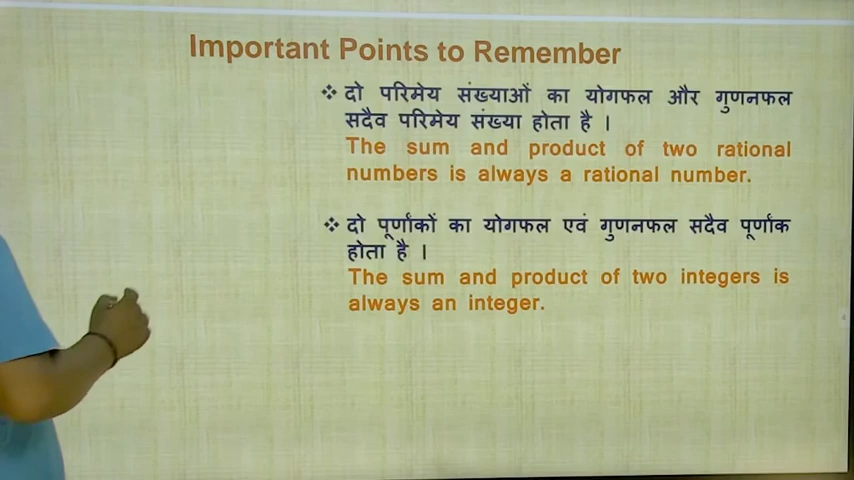 Important Points to Remember
❖ दो परिमेय संख्याओं का योगफल और गुणनफल
सदैव परिमेय संख्या होता है ।
The sum and product of two rational
numbers is always a rational number.
❖ दो पूर्णांकों का योगफल एवं गुणनफल सदैव पूर्णांक
होता है ।
The sum and product of two integers is
always an integer.